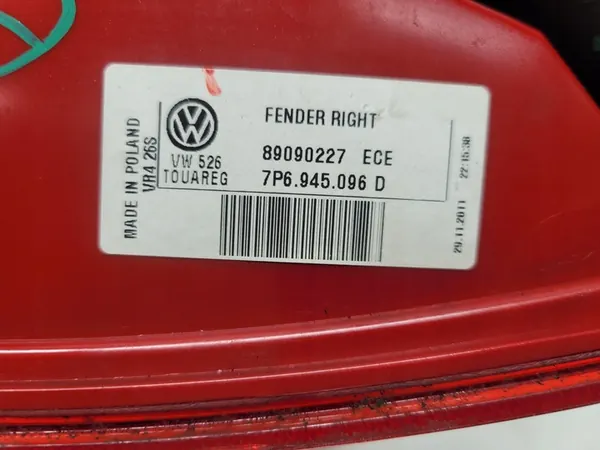 MADE IN POLAND
VR4 26S
VW 526
TOUAREG
FENDER RIGHT
89090227 ECE
7P6.945.096 D
29.11.2011 22:15:38